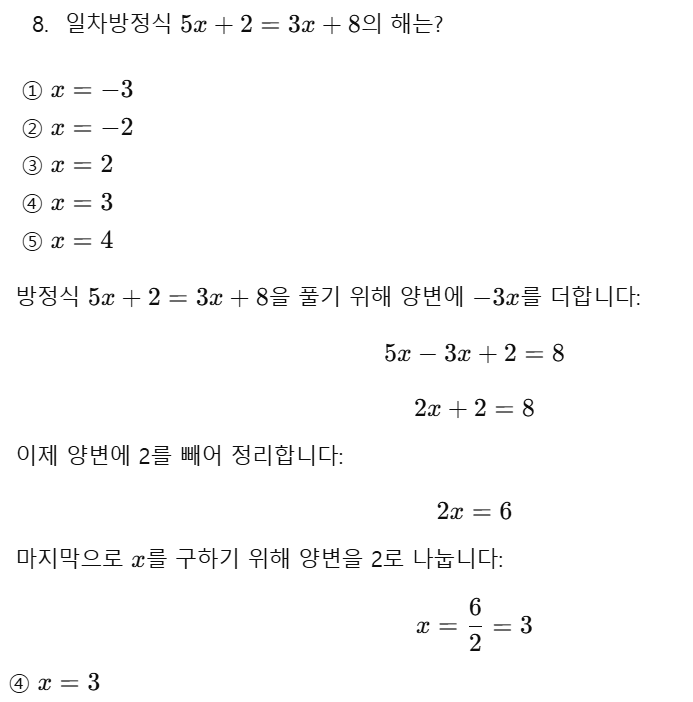 8. 일차방정식 5x + 2 = 3x + 8의 해는?
① x = −3
② x = −2
③ x = 2
④ x = 3
⑤ x = 4
방정식 5x + 2 = 3x + 8을 풀기 위해 양변에 −3x를 더합니다:
5x − 3x + 2 = 8
2x + 2 = 8
이제 양변에 2를 빼어 정리합니다:
2x = 6
마지막으로 x를 구하기 위해 양변을 2로 나눕니다:
x = 6/2 = 3
④ x = 3